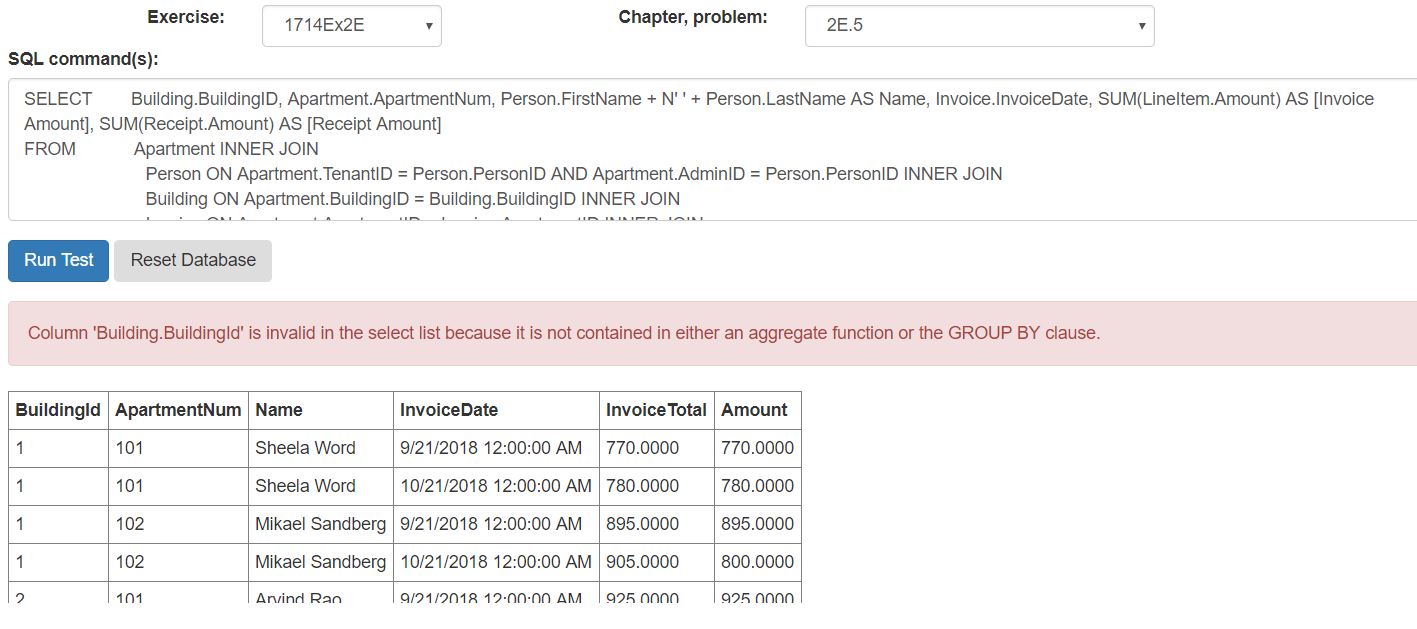 Exercise: 1714Ex2E Chapter, problem: 2E.5
SQL command(s):
SELECT Building.BuildingID, Apartment.ApartmentNum, Person.FirstName + N' ' + Person.LastName AS Name, Invoice.InvoiceDate, SUM(LineItem.Amount) AS [Invoice
Amount], SUM(Receipt.Amount) AS [Receipt Amount]
FROM Apartment INNER JOIN
Person ON Apartment.TenantID = Person.PersonID AND Apartment.AdminID = Person.PersonID INNER JOIN
Building ON Apartment.BuildingID = Building.BuildingID INNER JOIN
Run Test Reset Database
Column 'Building.BuildingId' is invalid in the select list because it is not contained in either an aggregate function or the GROUP BY clause.
BuildingId ApartmentNum Name InvoiceDate InvoiceTotal Amount
1 101 Sheela Word 9/21/2018 12:00:00 AM 770.0000 770.0000
1 101 Sheela Word 10/21/2018 12:00:00 AM 780.0000 780.0000
1 102 Mikael Sandberg 9/21/2018 12:00:00 AM 895.0000 895.0000
1 102 Mikael Sandberg 10/21/2018 12:00:00 AM 905.0000 800.0000
2 101 Arvind Rao 9/21/2018 12:00:00 AM 925.0000 925.0000